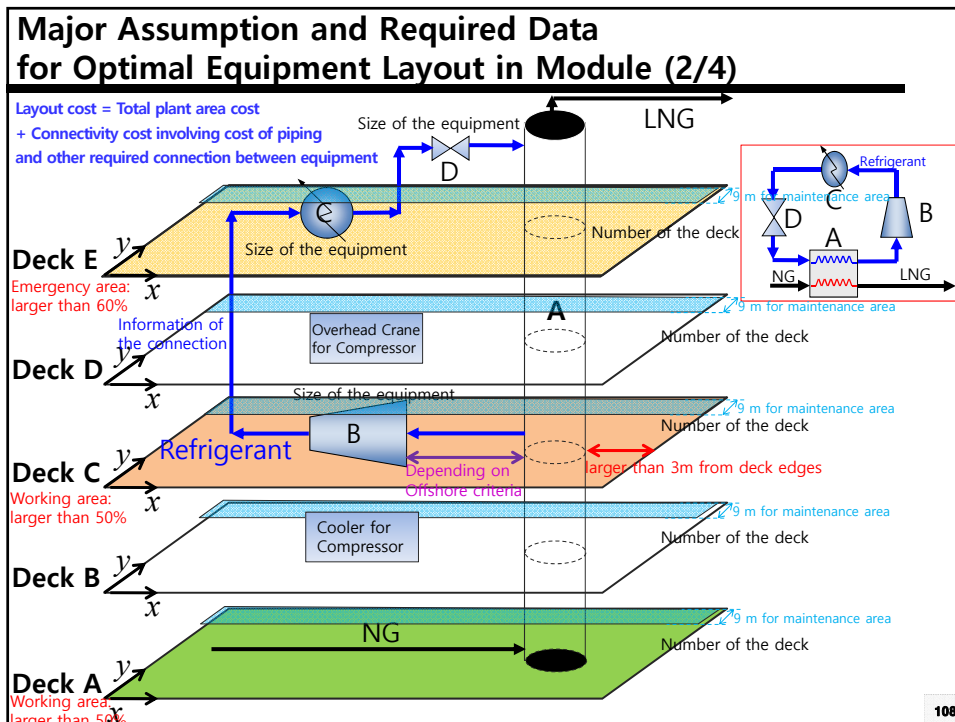 Major Assumption and Required Data
for Optimal Equipment Layout in Module (2/4)
Layout cost = Total plant area cost
+ Connectivity cost involving cost of piping
and other required connection between equipment
Size of the equipment
LNG
D
Refrigerant
C
D
B
A
NG
LNG
9 m for maintenance area
C
Size of the equipment
Number of the deck
y
Deck E
x
Emergency area:
larger than 60%
Information of
the connection
Overhead Crane
for Compressor
A
9 m for maintenance area
Number of the deck
y
Deck D
x
Size of the equipment
9 m for maintenance area
Number of the deck
B
Refrigerant
y
Deck C
x
Depending on
Offshore criteria
larger than 3m from deck edges
Working area:
larger than 50%
Cooler for
Compressor
9 m for maintenance area
Number of the deck
y
Deck B
x
9 m for maintenance area
NG
Number of the deck
y
Deck A
x
Working area:
larger than 50%
108